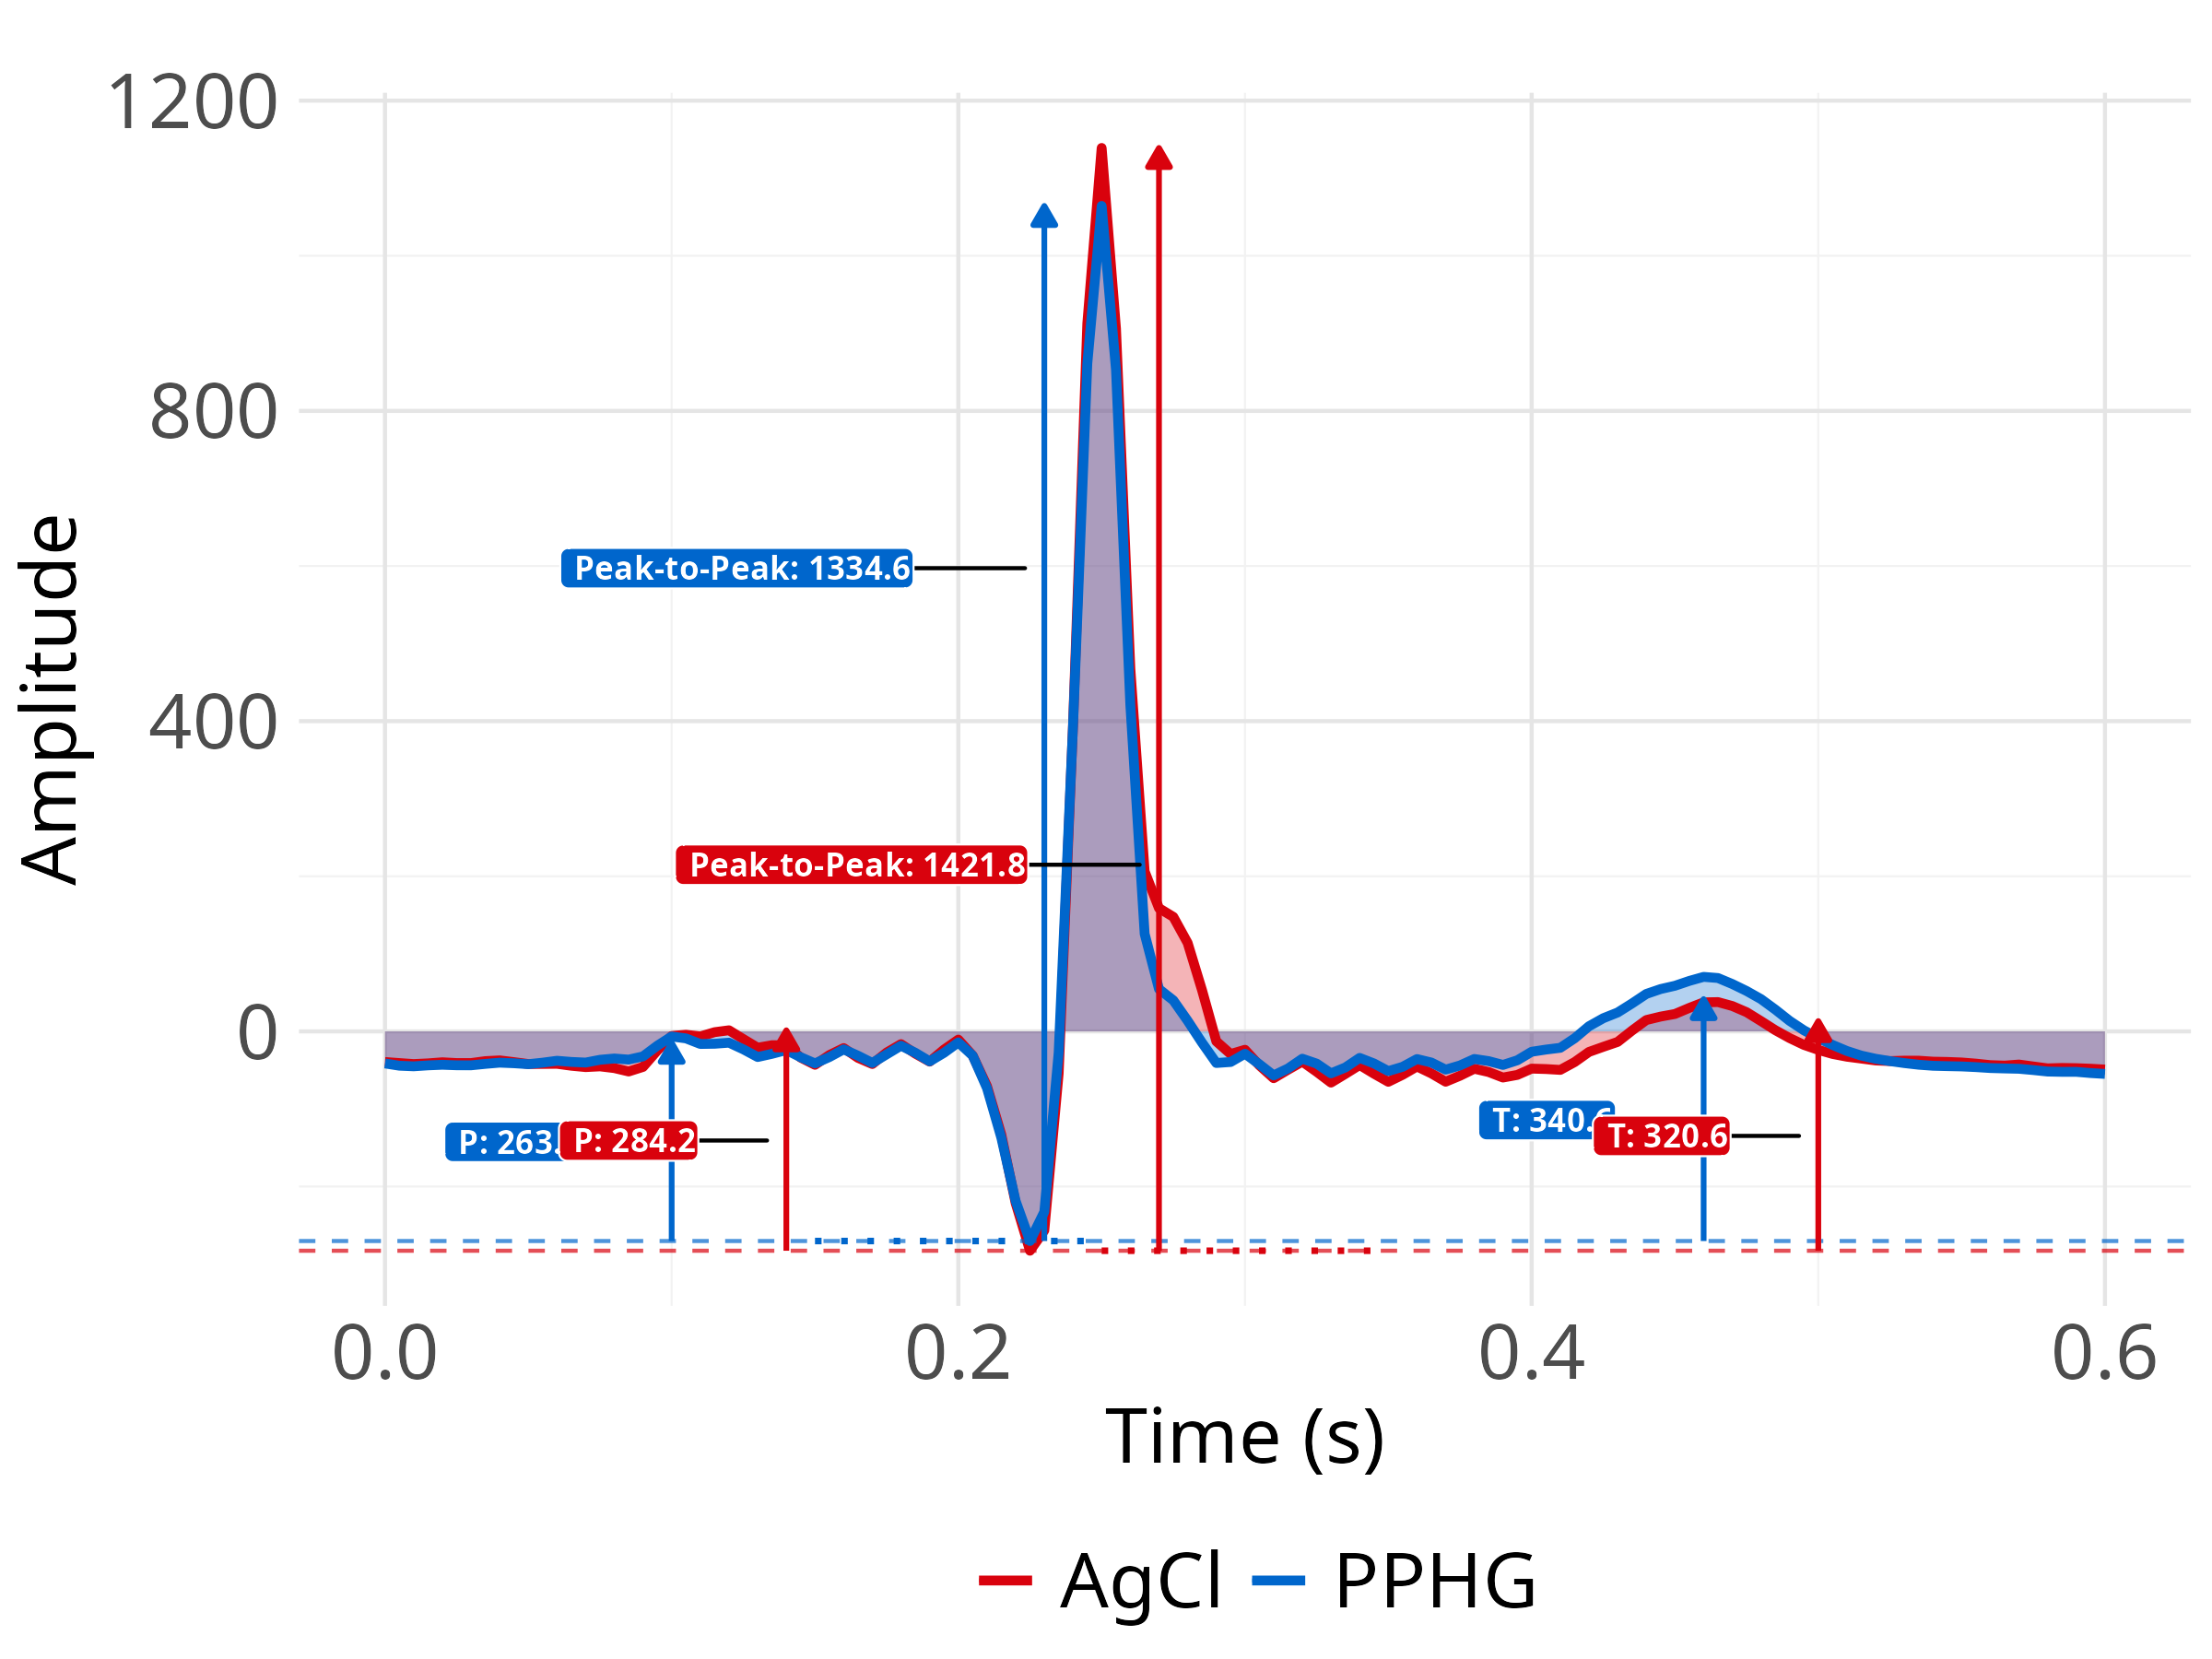 1200
800
400
0
Amplitude
Peak-to-Peak: 1334.6
Peak-to-Peak: 1421.8
P: 263.
P: 284.2
T: 340.
T: 320.6
0.0
0.2
0.4
0.6
Time (s)
AgCl
PPHG